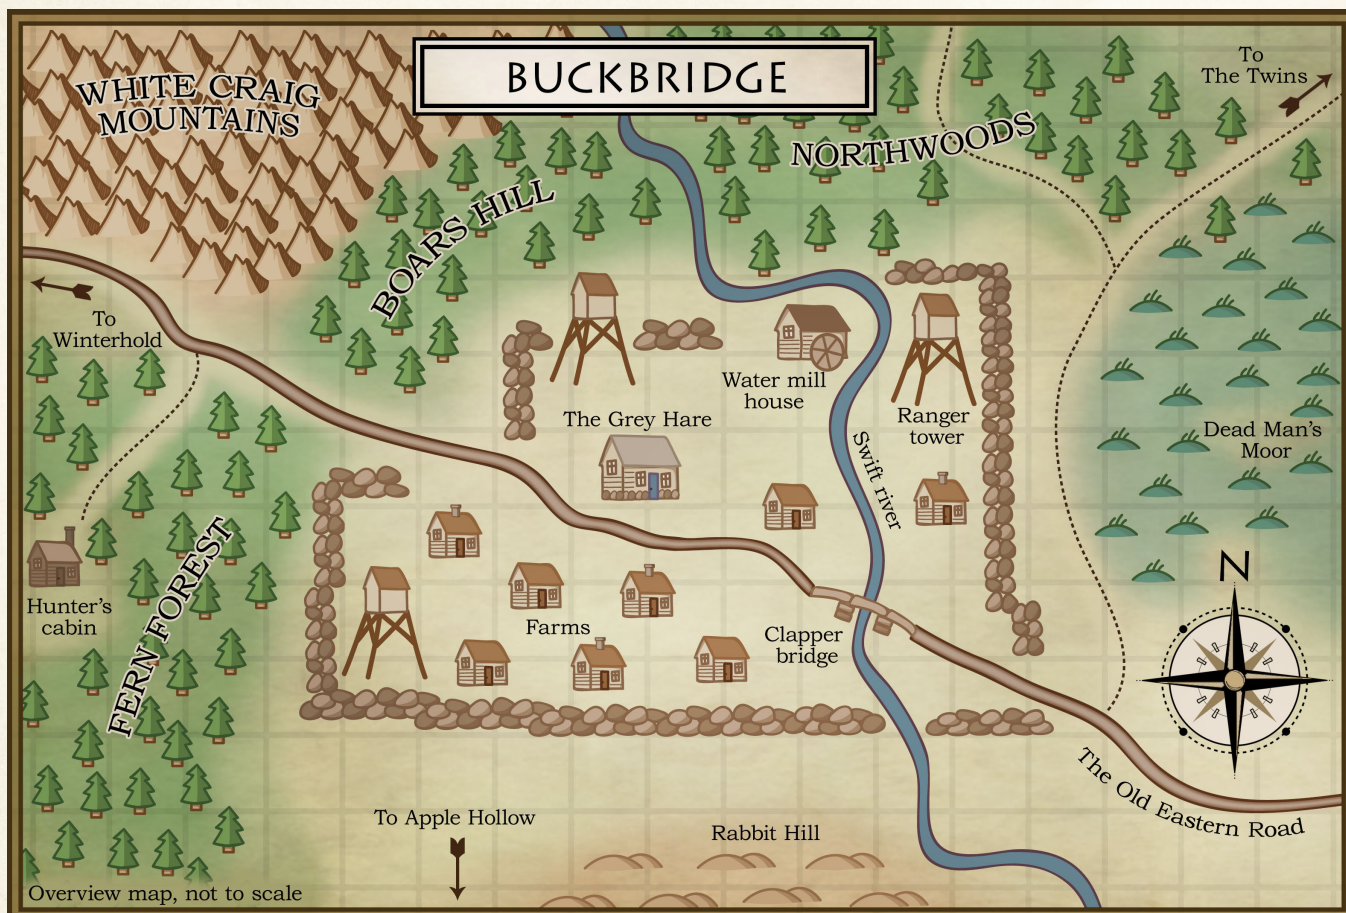 BUCKBRIDGE
To
The Twins
WHITE CRAIG
MOUNTAINS
NORTHWOODS
BOARS HILL
To
Winterhold
Water mill
house
The Grey Hare
Ranger
tower
Dead Man's
Moor
Swift river
N
Hunter's
cabin
FERN FOREST
Farms
Clapper
bridge
The Old Eastern Road
To Apple Hollow
Rabbit Hill
Overview map, not to scale